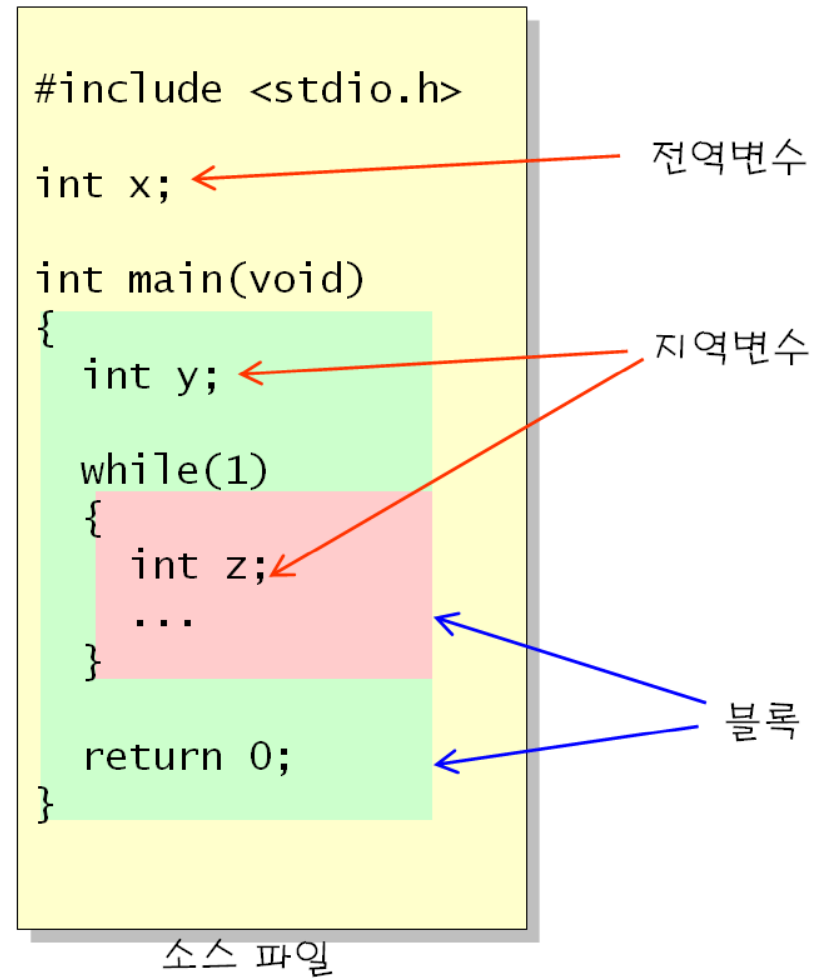 #include <stdio.h>
전역변수
int x;
int main(void)
{
지역변수
int y;
while(1)
{
int z;
...
}
블록
return 0;
}
소스 파일